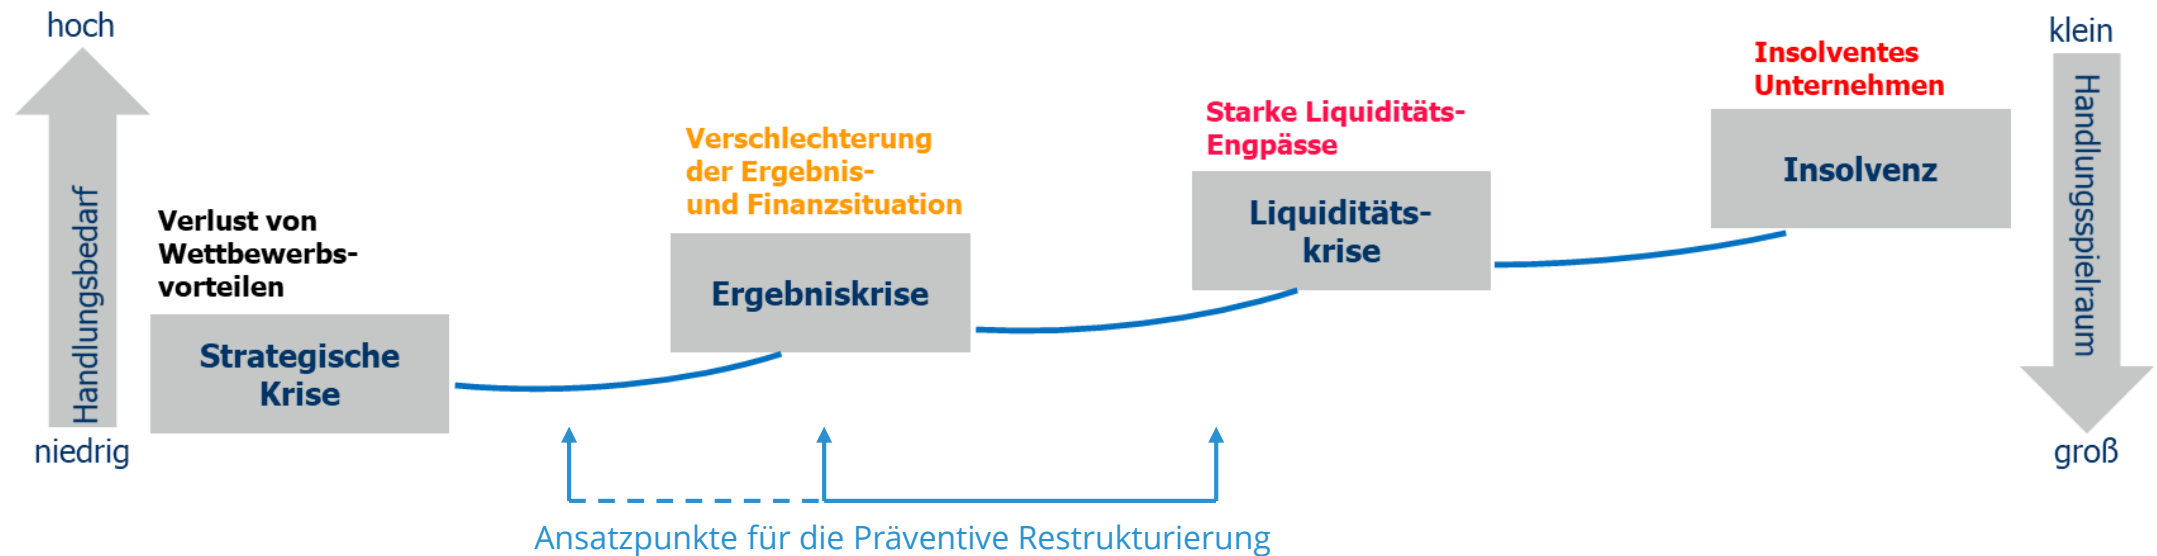 hoch
Handlungsbedarf
niedrig
Verlust von
Wettbewerbs-
vorteilen
Strategische
Krise
Verschlechterung
der Ergebnis-
und Finanzsituation
Ergebniskrise
Starke Liquiditäts-
Engpässe
Liquiditäts-
krise
Insolventes
Unternehmen
Insolvenz
klein
Handlungsspielraum
groß
Ansatzpunkte für die Präventive Restrukturierung